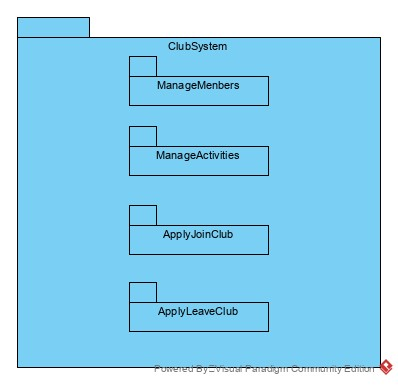 ClubSystem
ManageMenbers
ManageActivities
ApplyJoinClub
ApplyLeaveClub
Powered By Visual Paradigm Community Edition